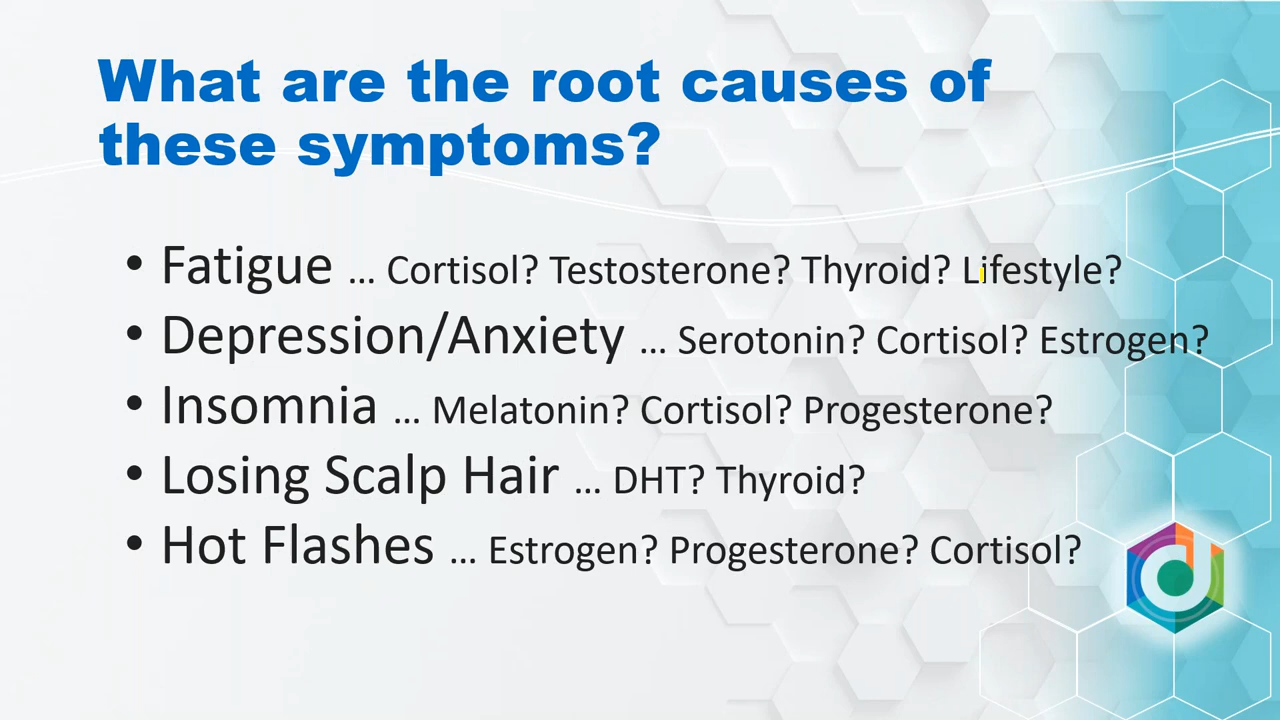 What are the root causes of
these symptoms?
• Fatigue ... Cortisol? Testosterone? Thyroid? Lifestyle?
• Depression/Anxiety ... Serotonin? Cortisol? Estrogen?
• Insomnia ... Melatonin? Cortisol? Progesterone?
• Losing Scalp Hair ... DHT? Thyroid?
• Hot Flashes ... Estrogen? Progesterone? Cortisol?